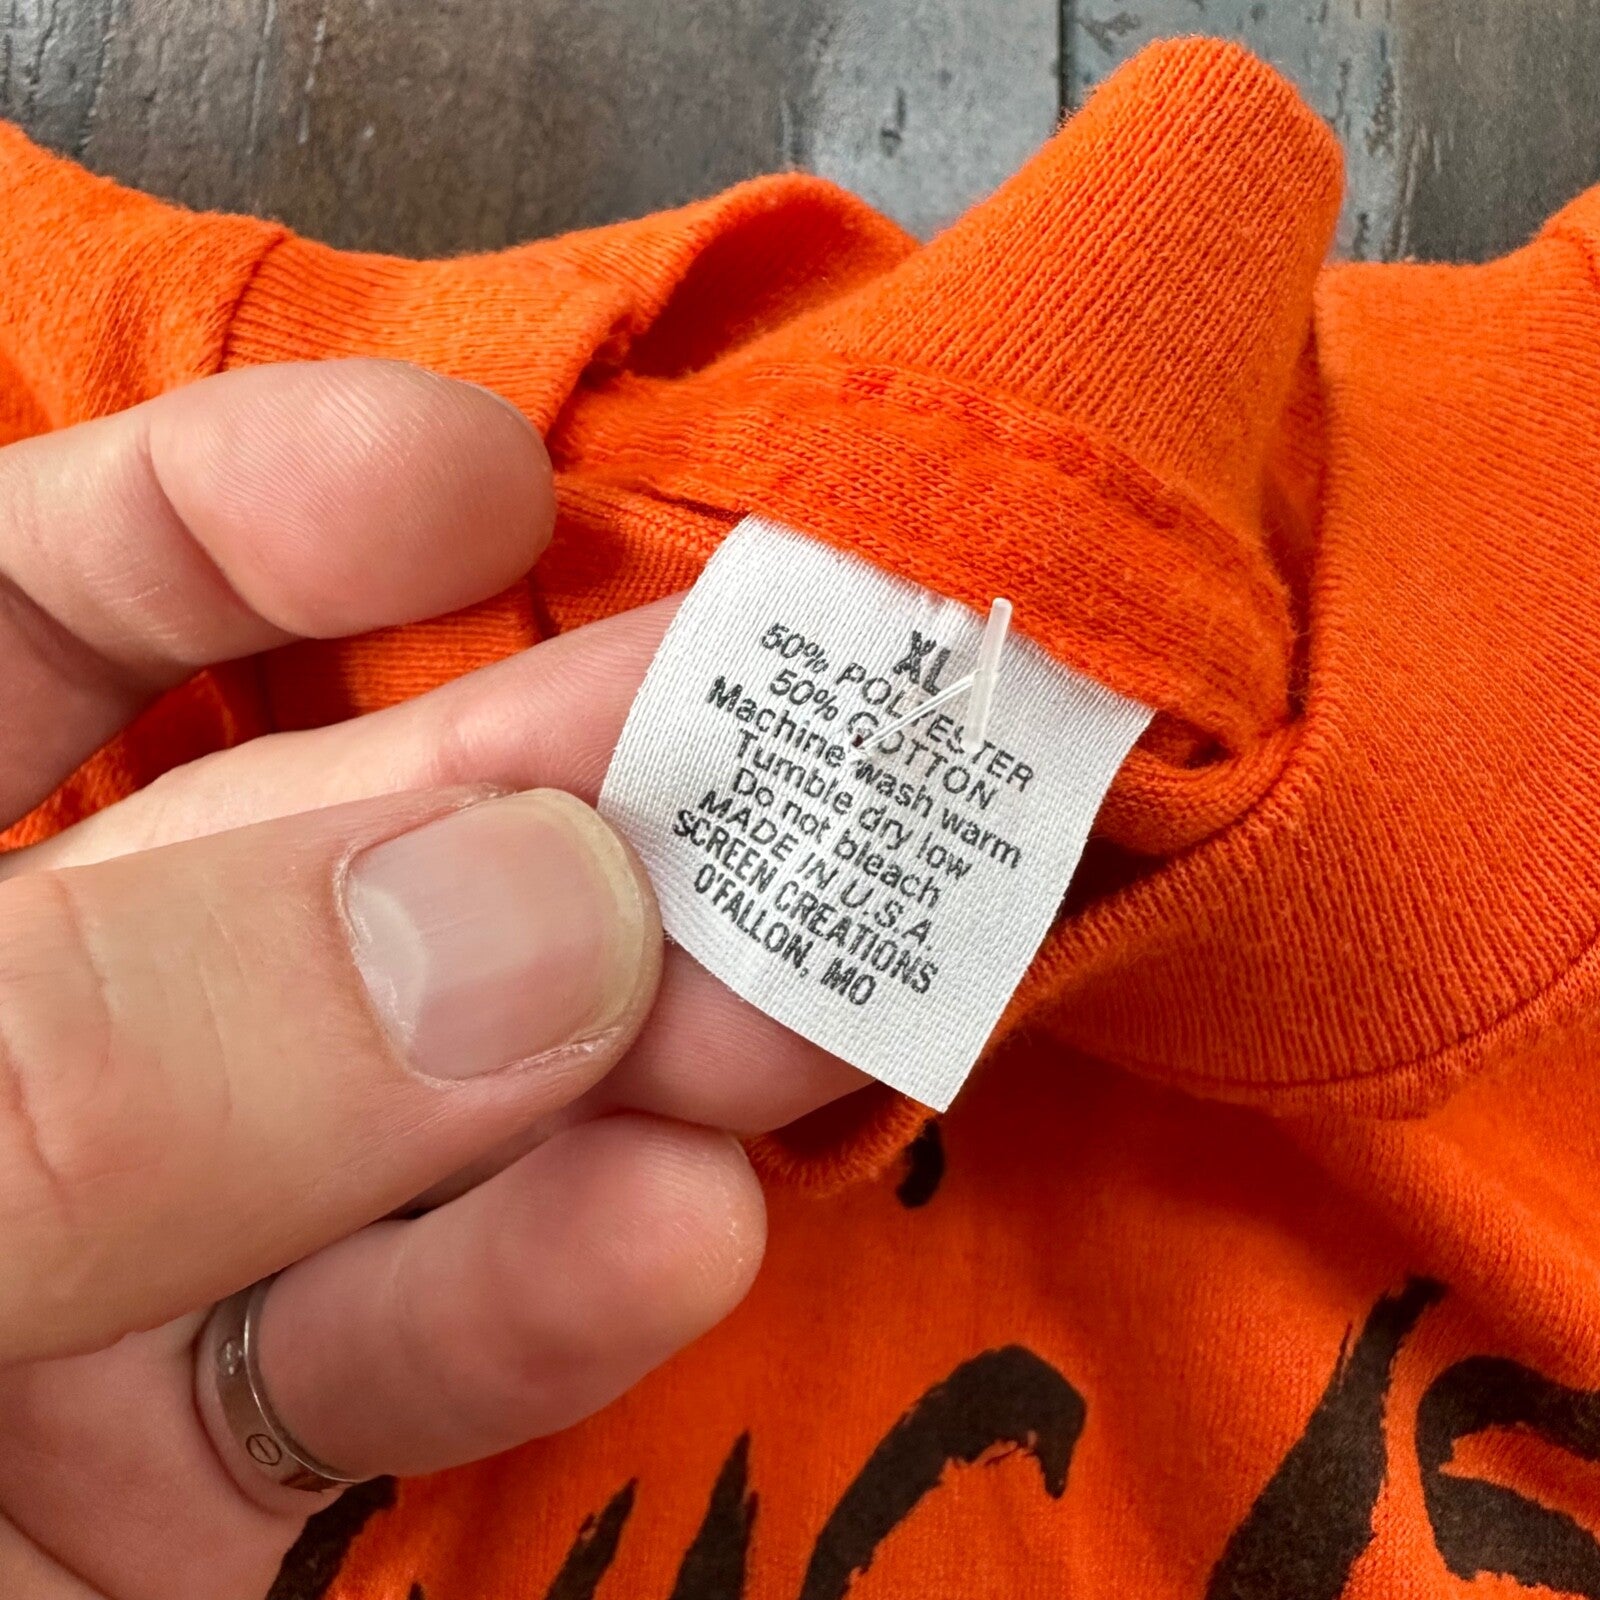 XL
50% POLYESTER
50% COTTON
Machine wash warm
Tumble dry low
Do not bleach
MADE IN U.S.A.
SCREEN CREATIONS
O'FALLON, MO